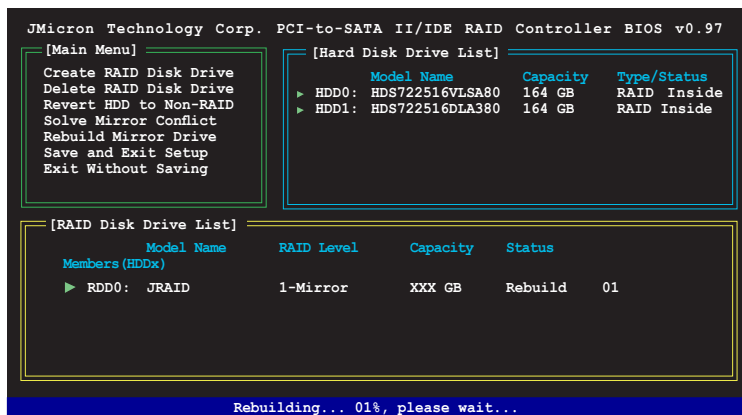 JMicron Technology Corp. PCI-to-SATA II/IDE RAID Controller BIOS v0.97
[Main Menu]
Create RAID Disk Drive
Delete RAID Disk Drive
Revert HDD to Non-RAID
Solve Mirror Conflict
Rebuild Mirror Drive
Save and Exit Setup
Exit Without Saving
[Hard Disk Drive List]
Model Name Capacity Type/Status
HDD0: HDS722516VLSA80 164 GB RAID Inside
HDD1: HDS722516DLA380 164 GB RAID Inside
[RAID Disk Drive List]
Model Name RAID Level Capacity Status
Members(HDDx)
RDD0: JRAID 1-Mirror XXX GB Rebuild 01
Rebuilding... 01%, please wait...